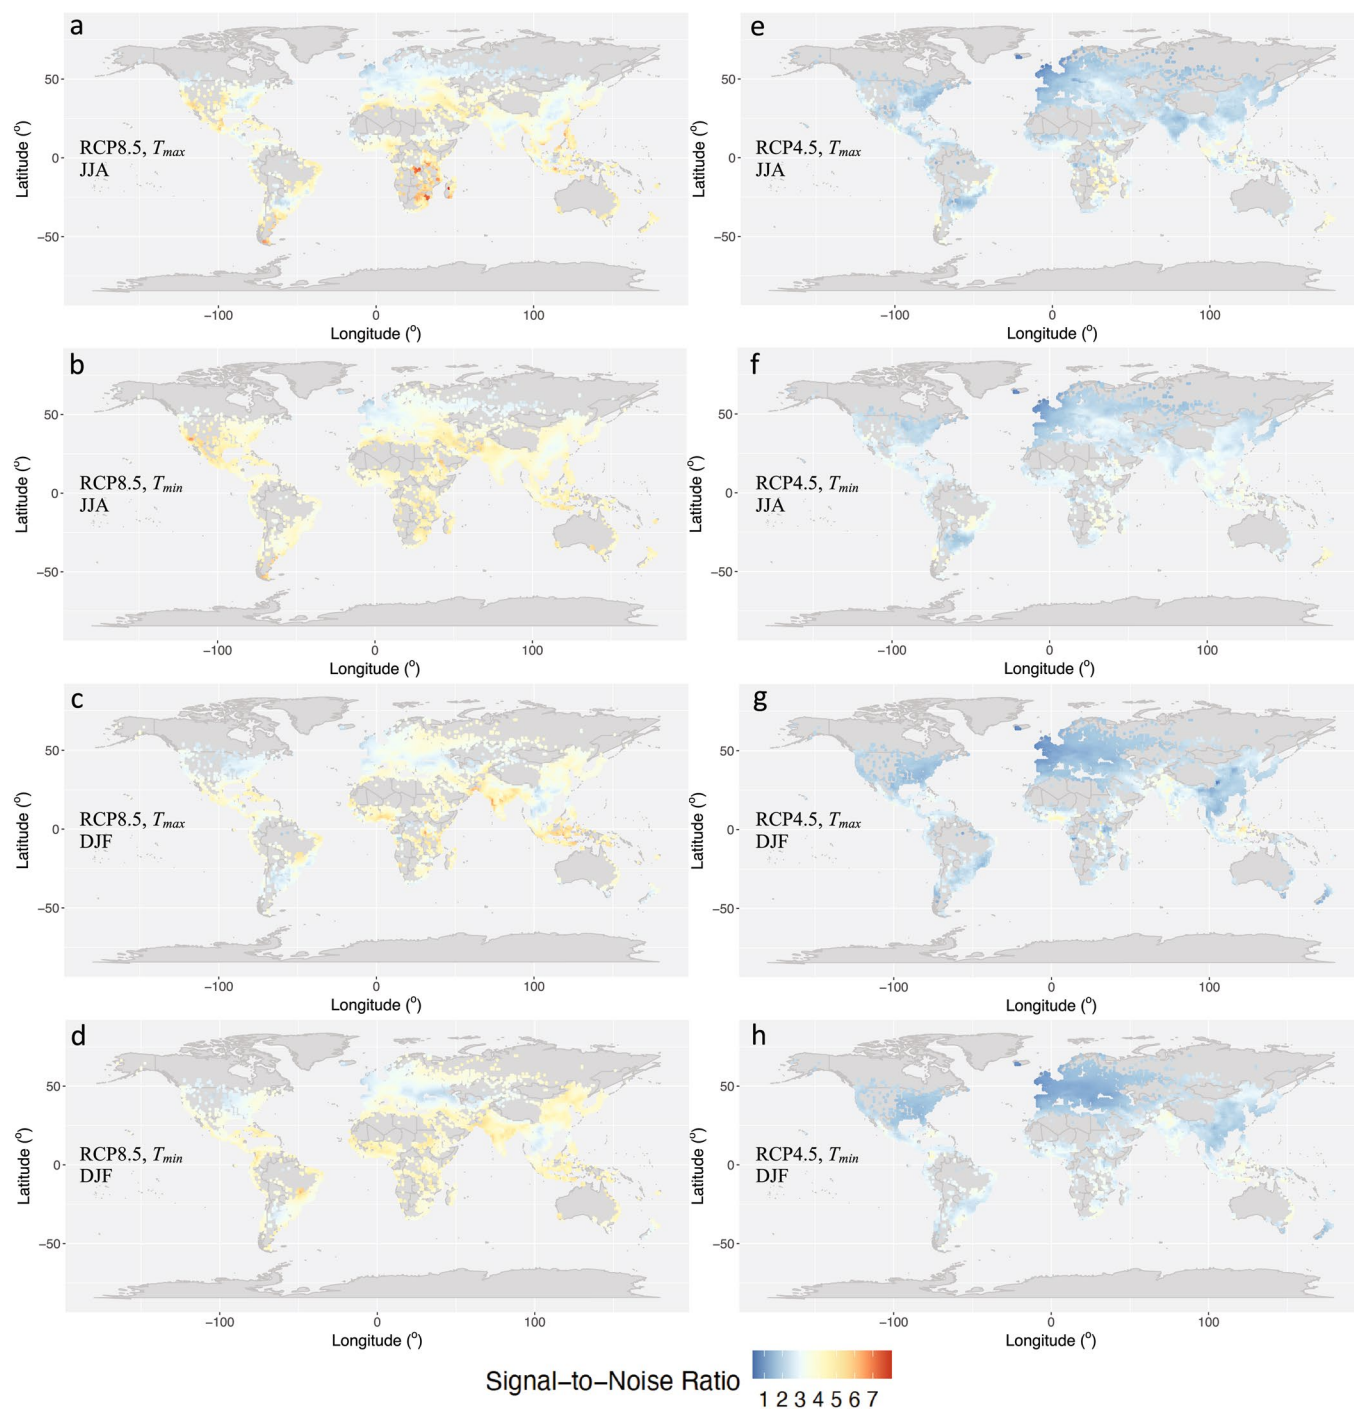 a
50
0
−50
Latitude (°)
RCP8.5, Tmax
JJA
−100 0 100
Longitude (°)
e
50
0
−50
Latitude (°)
RCP4.5, Tmax
JJA
−100 0 100
Longitude (°)
b
50
0
−50
Latitude (°)
RCP8.5, Tmin
JJA
−100 0 100
Longitude (°)
f
50
0
−50
Latitude (°)
RCP4.5, Tmin
JJA
−100 0 100
Longitude (°)
c
50
0
−50
Latitude (°)
RCP8.5, Tmax
DJF
−100 0 100
Longitude (°)
g
50
0
−50
Latitude (°)
RCP4.5, Tmax
DJF
−100 0 100
Longitude (°)
d
50
0
−50
Latitude (°)
RCP8.5, Tmin
DJF
−100 0 100
Longitude (°)
h
50
0
−50
Latitude (°)
RCP4.5, Tmin
DJF
−100 0 100
Longitude (°)
Signal−to−Noise Ratio
1 2 3 4 5 6 7